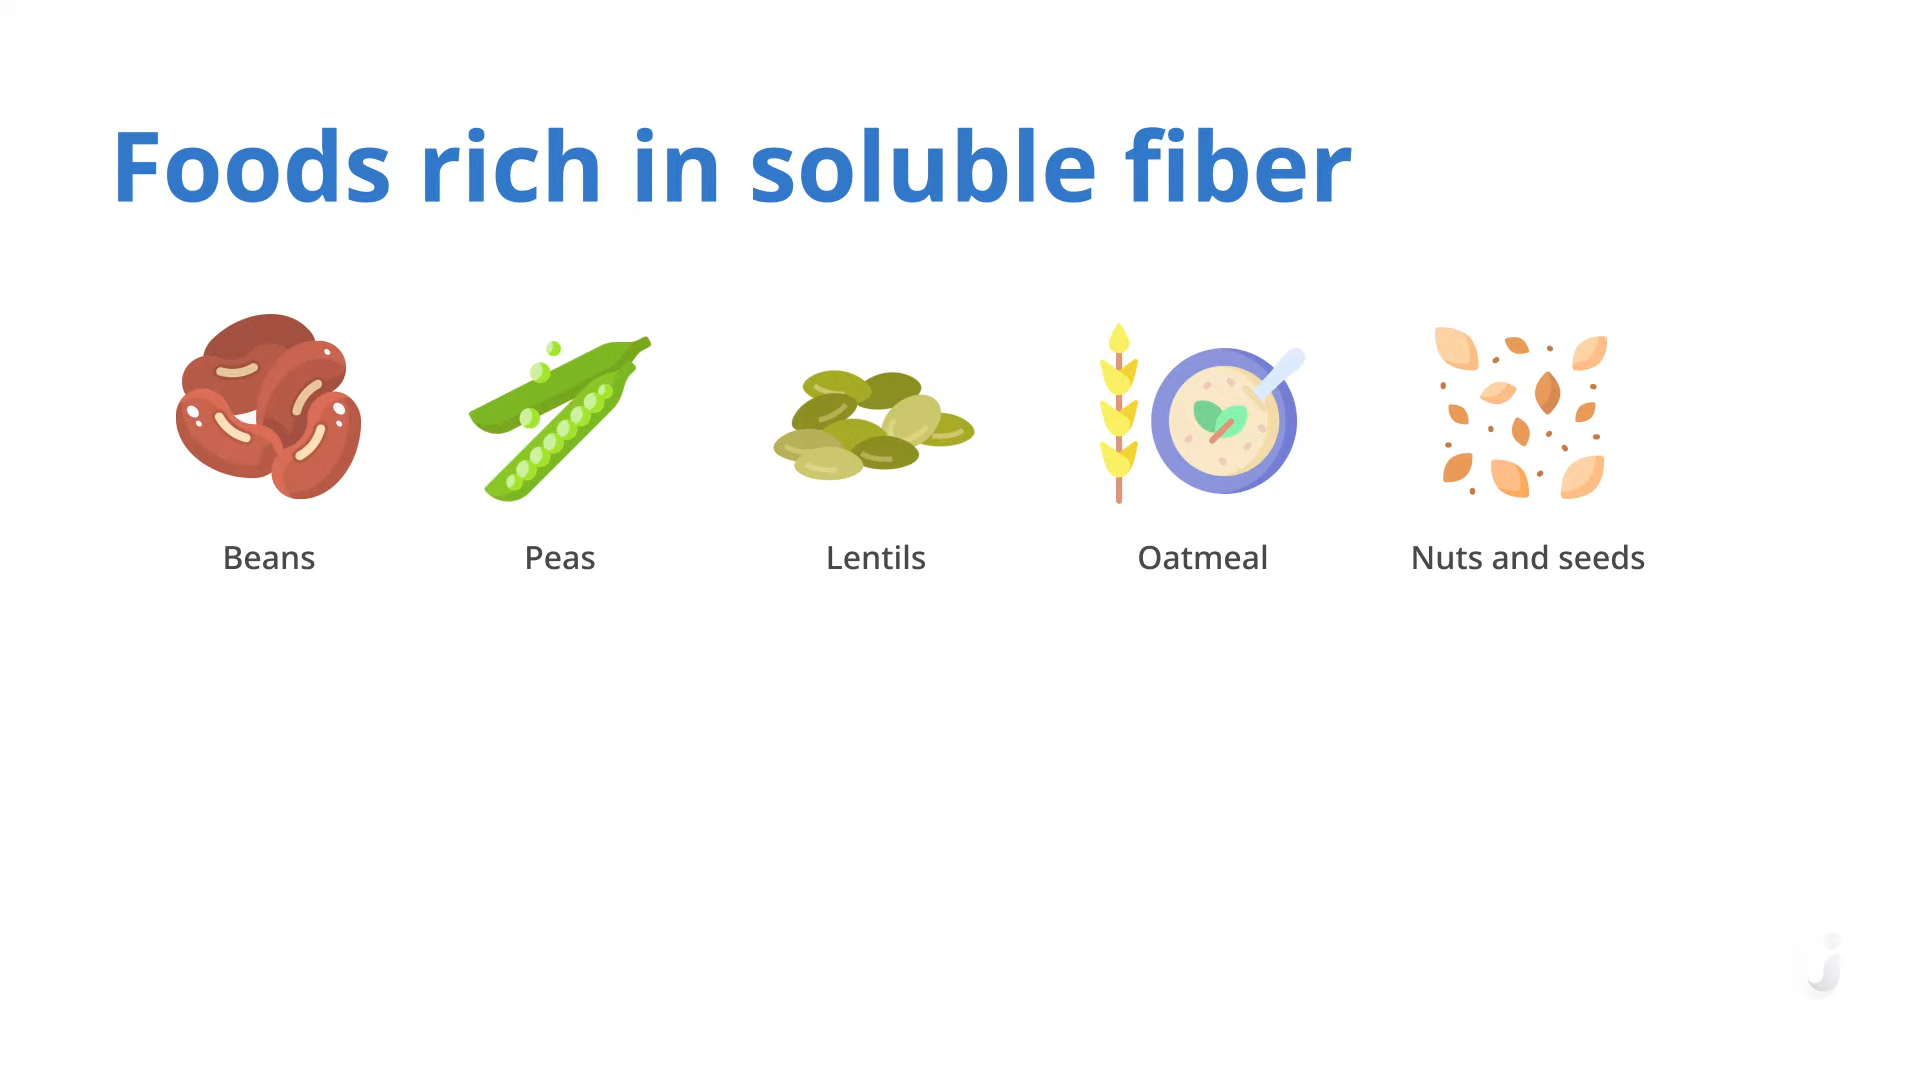 Foods rich in soluble fiber
Beans
Peas
Lentils
Oatmeal
Nuts and seeds